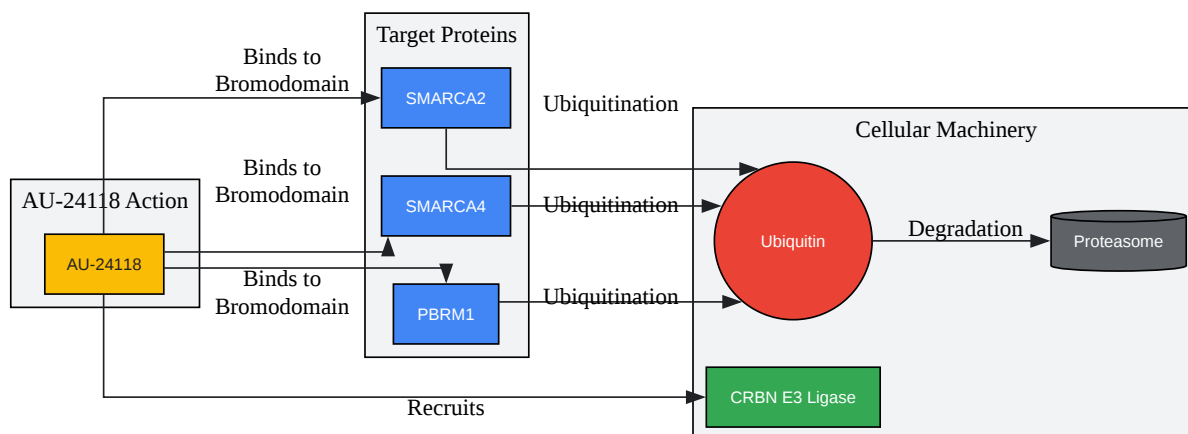 Target Proteins
Binds to
Bromodomain
SMARCA2
Ubiquitination
Cellular Machinery
Binds to
Bromodomain
AU-24118 Action
SMARCA4
Ubiquitination
Ubiquitin
Degradation
Proteasome
AU-24118
Binds to
Bromodomain
PBRM1
Ubiquitination
CRBN E3 Ligase
Recruits